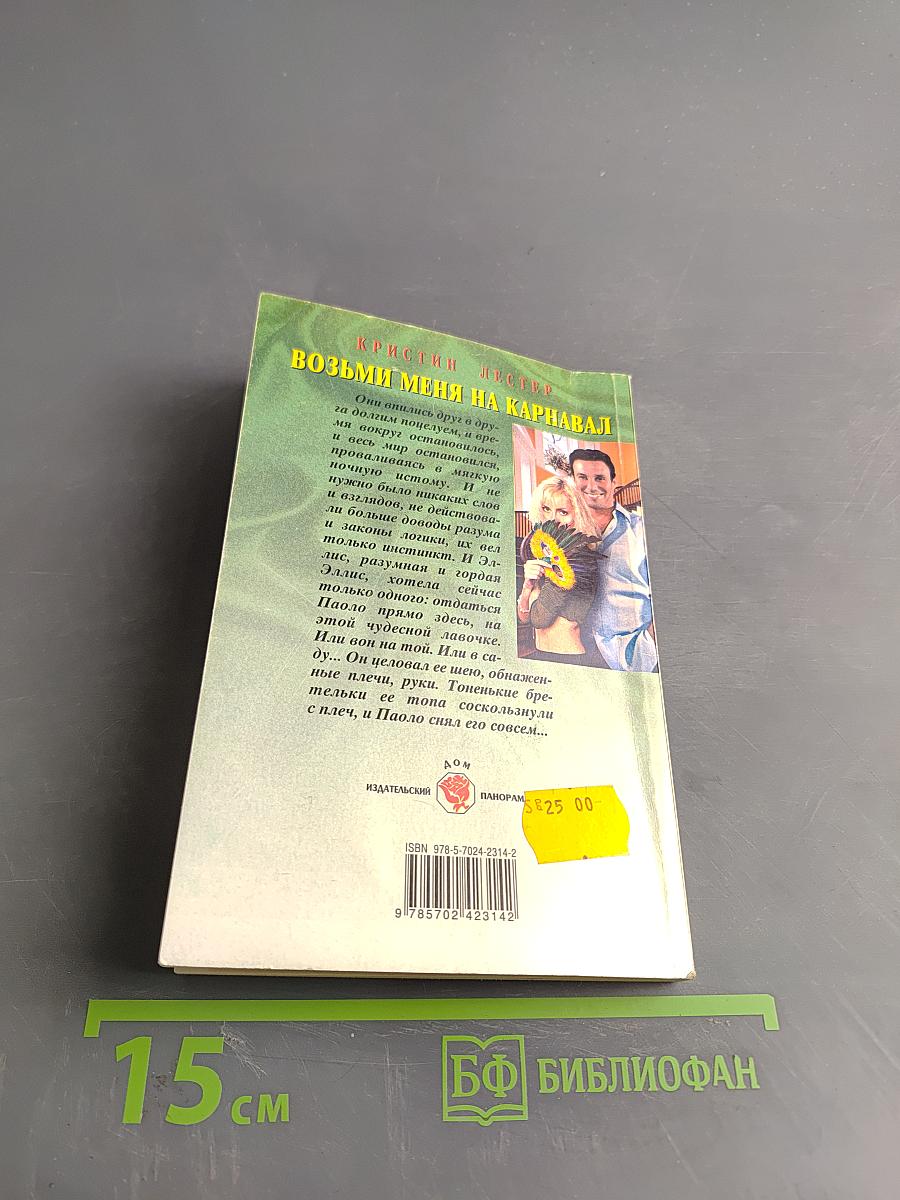 КРИСТИН ЛЕСТЕР
ВОЗЬМИ МЕНЯ НА КАРНАВАЛ
Они впились друг в дру-
га долгим поцелуем, и вре-
мя вокруг остановилось,
и весь мир остановился,
проваливаясь в мягкую
ночную истому. И не
нужно было никаких слов
и взглядов, не действова-
ли больше доводы разума
и законы логики, их вел
только инстинкт. И Эл-
лис, разумная и гордая
Эллис, хотела сейчас
только одного: отдаться
Паоло прямо здесь, на
этой чудесной лавочке.
Или вон на той. Или в са-
ду... Он целовал ее шею, обнажен-
ные плечи, руки. Тоненькие бре-
тельки ее топа соскользнули
с плеч, и Паоло снял его совсем...
ИЗДАТЕЛЬСКИЙ ДОМ ПАНОРАМ
25 00
ISBN 978-5-7024-2314-2
9 785702 423142
15 см
БФ БИБЛИОФАН